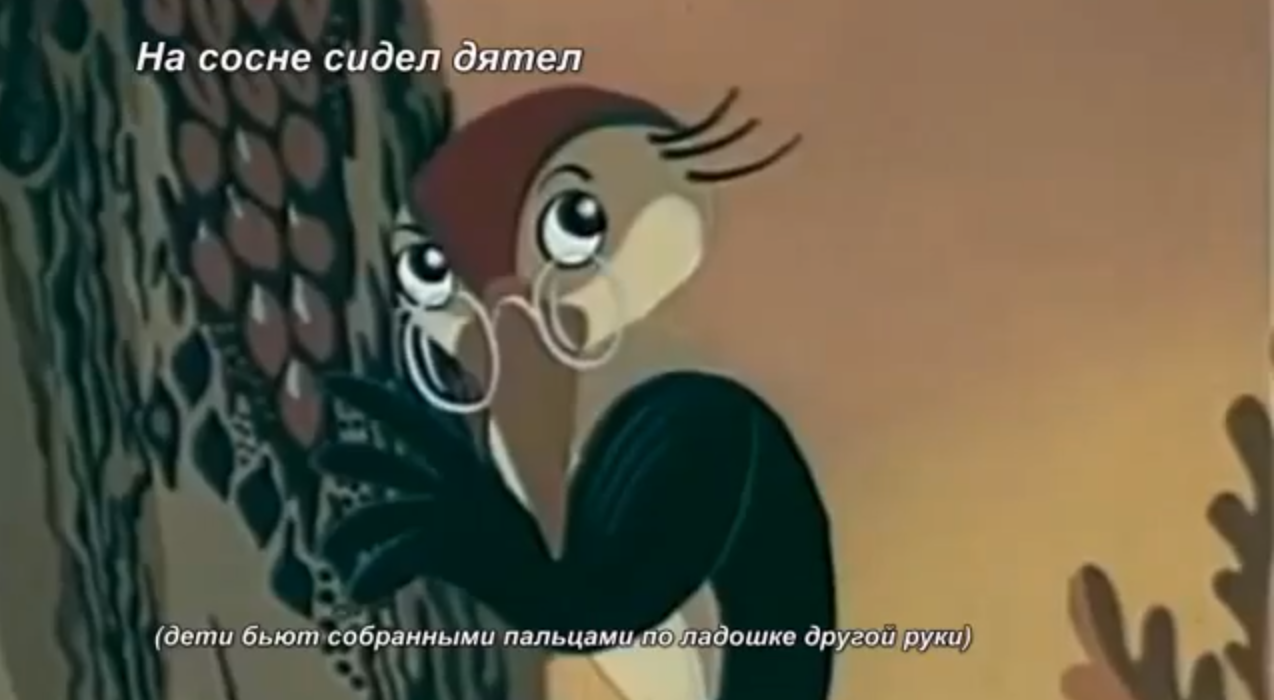 На сосне сидел дятел
(дети бьют собранными пальцами по ладошке другой руки)